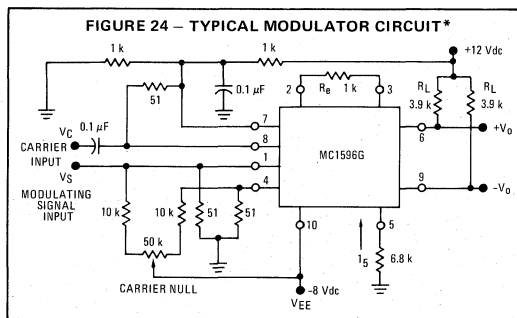 FIGURE 24 – TYPICAL MODULATOR CIRCUIT*
1 k
1 k
+12 Vdc
51
0.1 μF
2
Re
1 k
3
RL
3.9 k
RL
3.9 k
0.1 μF
VC
CARRIER
INPUT
7
8
6
+Vo
VS
MODULATING
SIGNAL
INPUT
1
4
MC1596G
9
-Vo
10 k
10 k
51
51
10
5
I5
6.8 k
50 k
CARRIER NULL
-8 Vdc
VEE